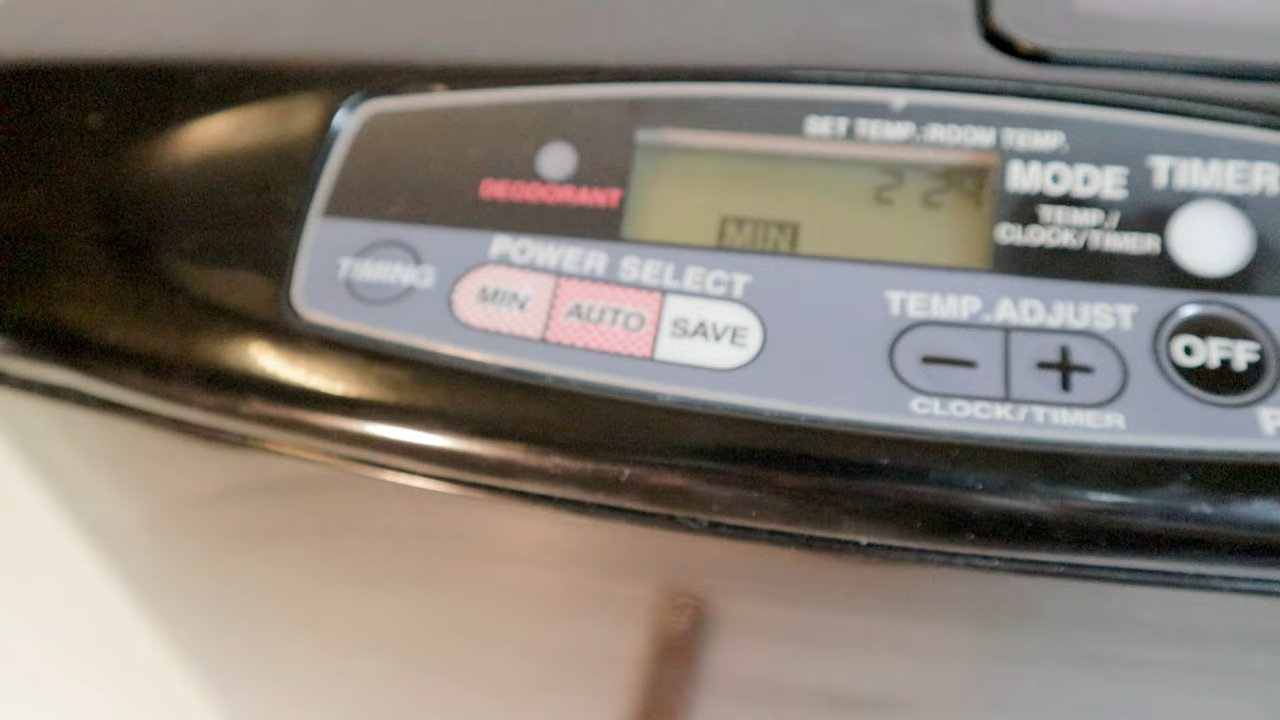 SET TEMP.:ROOM TEMP.
DEODORANT
MIN
MODE
TEMP./
CLOCK/TIMER
TIMER
TIMING
POWER SELECT
MIN AUTO SAVE
TEMP.ADJUST
− +
CLOCK/TIMER
OFF